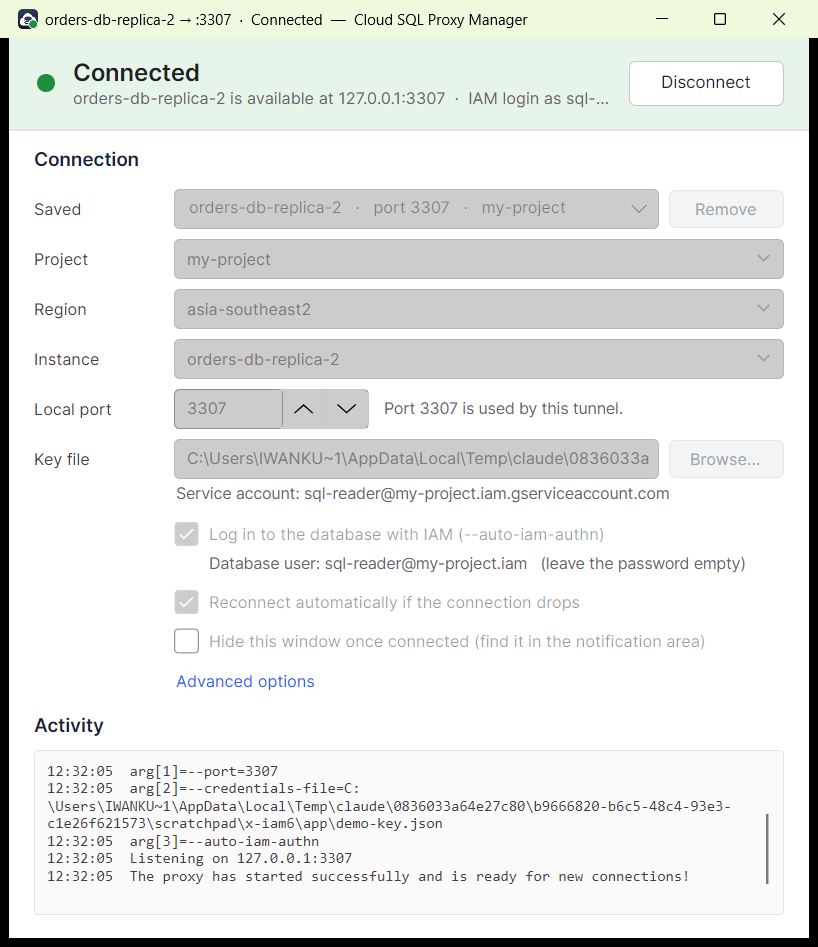 orders-db-replica-2 → :3307 · Connected — Cloud SQL Proxy Manager
Connected
orders-db-replica-2 is available at 127.0.0.1:3307 · IAM login as sql-...
Disconnect
Connection
Saved
orders-db-replica-2 · port 3307 · my-project
Remove
Project
my-project
Region
asia-southeast2
Instance
orders-db-replica-2
Local port
3307
Port 3307 is used by this tunnel.
Key file
C:\Users\IWANKU~1\AppData\Local\Temp\claude\0836033a
Browse...
Service account: sql-reader@my-project.iam.gserviceaccount.com
Log in to the database with IAM (--auto-iam-authn)
Database user: sql-reader@my-project.iam (leave the password empty)
Reconnect automatically if the connection drops
Hide this window once connected (find it in the notification area)
Advanced options
Activity
12:32:05 arg[1]=--port=3307
12:32:05 arg[2]=--credentials-file=C:
\Users\IWANKU~1\AppData\Local\Temp\claude\0836033a64e27c80\b9666820-b6c5-48c4-93e3-
c1e26f621573\scratchpad\x-iam6\app\demo-key.json
12:32:05 arg[3]=--auto-iam-authn
12:32:05 Listening on 127.0.0.1:3307
12:32:05 The proxy has started successfully and is ready for new connections!